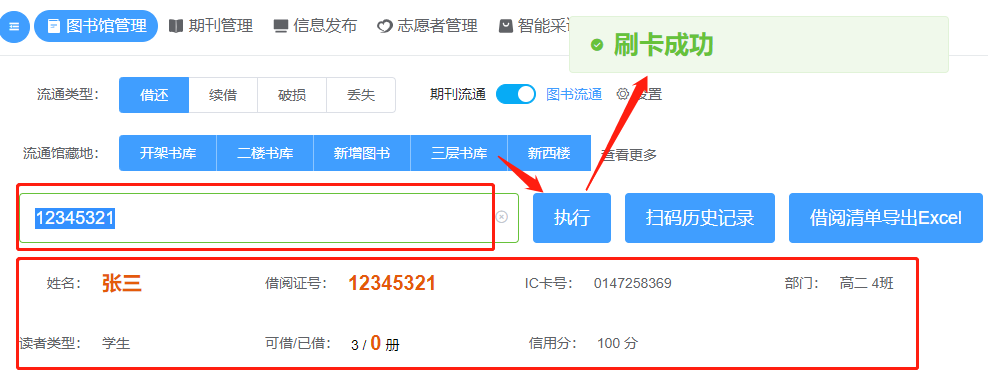 图书馆管理 期刊管理 信息发布 志愿者管理 智能采
刷卡成功
流通类型： 借还 续借 破损 丢失 期刊流通 图书流通 设置
流通馆藏地： 开架书库 二楼书库 新增图书 三层书库 新西楼 查看更多
12345321 执行 扫码历史记录 借阅清单导出Excel
姓名： 张三 借阅证号： 12345321 IC卡号： 0147258369 部门： 高二 4班
读者类型： 学生 可借/已借： 3 / 0 册 信用分： 100 分